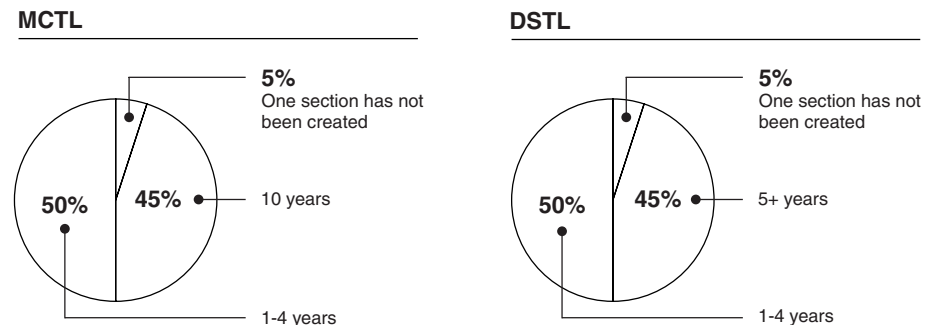 MCTL
5%
One section has not
been created
50%
45%
10 years
1-4 years
DSTL
5%
One section has not
been created
50%
45%
5+ years
1-4 years